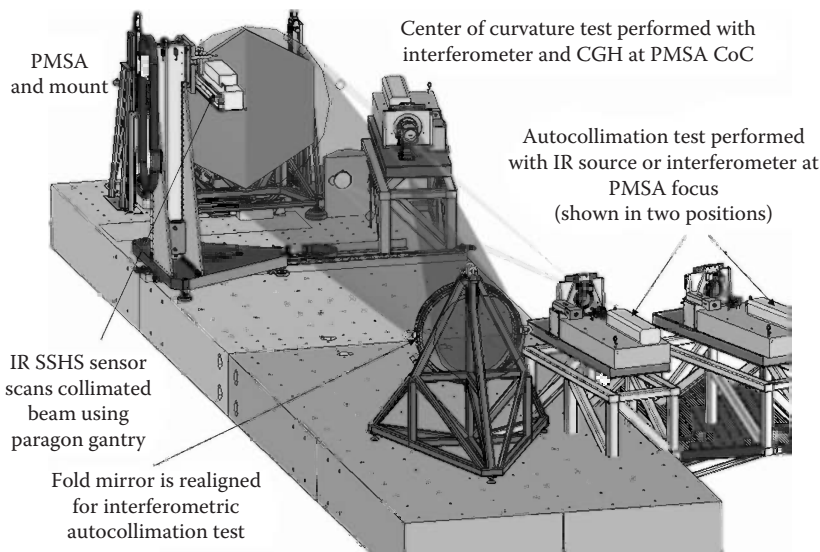 Center of curvature test performed with
interferometer and CGH at PMSA CoC
PMSA
and mount
Autocollimation test performed
with IR source or interferometer at
PMSA focus
(shown in two positions)
IR SSHS sensor
scans collimated
beam using
paragon gantry
Fold mirror is realigned
for interferometric
autocollimation test